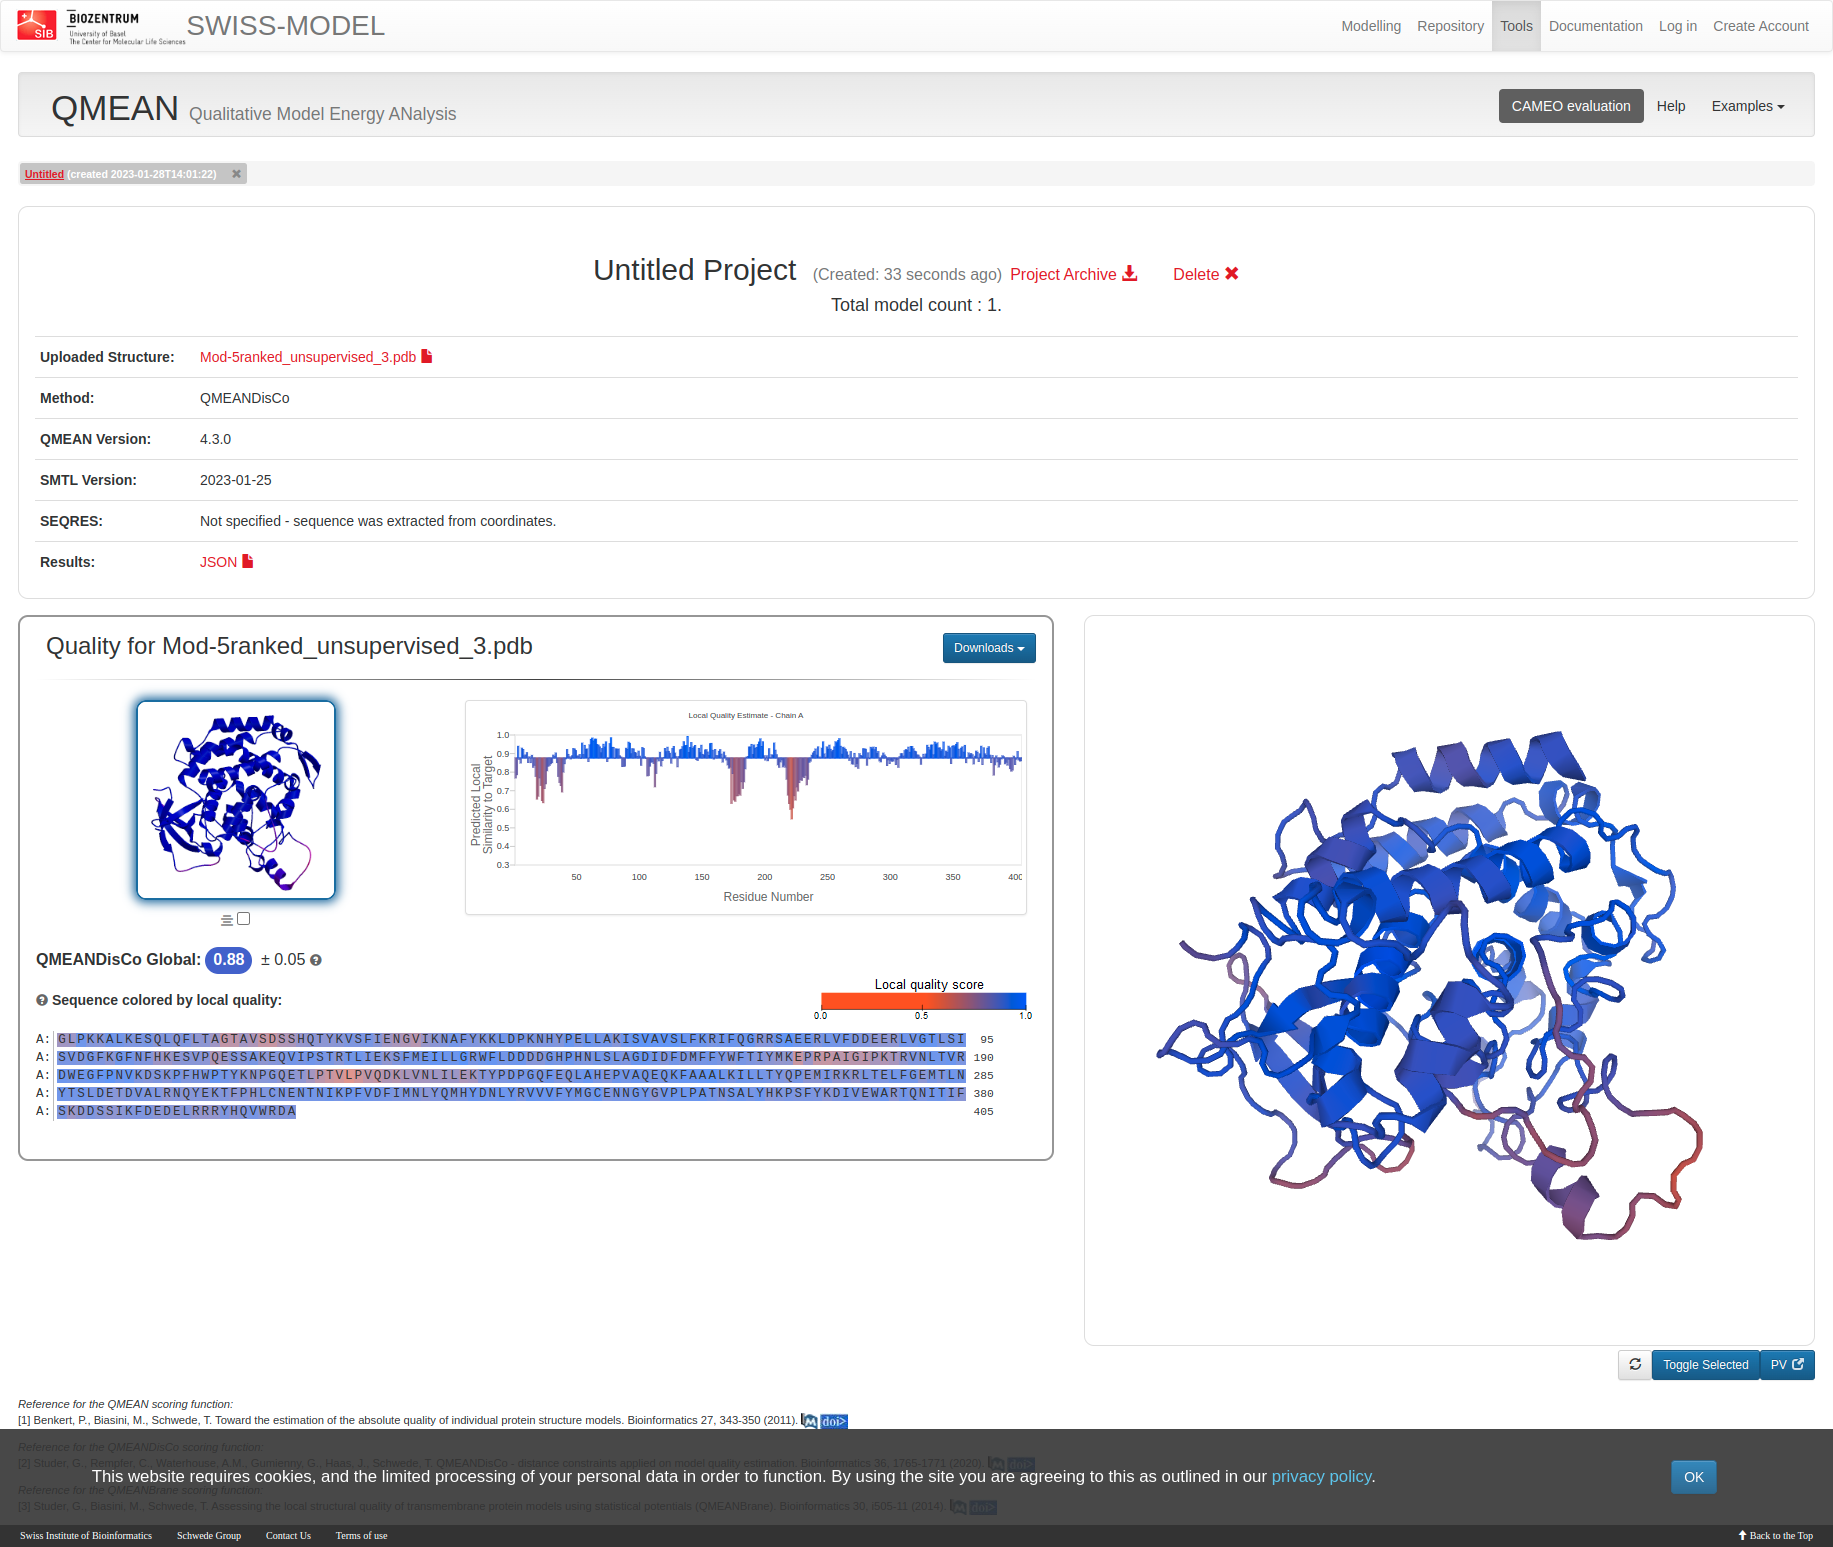 SIB
BIOZENTRUM
University of Basel
The Center for Molecular Life Sciences
SWISS-MODEL
Modelling Repository Tools Documentation Log in Create Account
QMEAN Qualitative Model Energy ANalysis
CAMEO evaluation Help Examples
Untitled (created 2023-01-28T14:01:22)
Untitled Project (Created: 33 seconds ago) Project Archive Delete
Total model count : 1.
Uploaded Structure: Mod-5ranked_unsupervised_3.pdb
Method: QMEANDisCo
QMEAN Version: 4.3.0
SMTL Version: 2023-01-25
SEQRES: Not specified - sequence was extracted from coordinates.
Results: JSON
Quality for Mod-5ranked_unsupervised_3.pdb
Downloads
Local Quality Estimate - Chain A
Predicted Local
Similarity to Target
1.0
0.9
0.8
0.7
0.6
0.5
0.4
0.3
50 100 150 200 250 300 350 400
Residue Number
QMEANDisCo Global: 0.88 ± 0.05
Sequence colored by local quality:
Local quality score
0.0 0.5 1.0
A: GLPKKALKESQLQFLTAGTAVSDSSHQTYKVSFIENGVIKNAFYKKLDPKNHYPELLAKISVAVSLFKRIFQGRRSAEERLVFDDEERLVGTLSI 95
A: SVDGFKGFNFHKESVPQESSAKEQVIPSTRTLIEKSFMEILLGRWFLDDDDGHPHNLSLAGDIDFDMFFYWFTIYMKEPRPAIGIPKTRVNLTVR 190
A: DWEGFPNVKDSKPFHWPTYKNPGQETLPTVLPVQDKLVNLILEKTYPDPGQFEQLAHEPVAQEQKFAAALKILLTYQPEMIRKRLTELFGEMTLN 285
A: YTSLDETDVALRNQYEKTFPHLCNENTNIKPFVDFIMNLYQMHYDNLYRVVVFYMGCENNGYGVPLPATNSALYHKPSFYKDIVEWARTQNITIF 380
A: SKDDSSIKFDEDELRRRYHQVWRDA 405
Toggle Selected PV
Reference for the QMEAN scoring function:
[1] Benkert, P., Biasini, M., Schwede, T. Toward the estimation of the absolute quality of individual protein structure models. Bioinformatics 27, 343-350 (2011). doi>
Reference for the QMEANDisCo scoring function:
[2] Studer, G., Rempfer, C., Waterhouse, A.M., Gumienny, G., Haas, J., Schwede, T. QMEANDisCo - distance constraints applied on model quality estimation. Bioinformatics 36, 1765-1771 (2020). doi>
This website requires cookies, and the limited processing of your personal data in order to function. By using the site you are agreeing to this as outlined in our privacy policy. OK
Reference for the QMEANBrane scoring function:
[3] Studer, G., Biasini, M., Schwede, T. Assessing the local structural quality of transmembrane protein models using statistical potentials (QMEANBrane). Bioinformatics 30, i505-11 (2014). doi>
Swiss Institute of Bioinformatics Schwede Group Contact Us Terms of use Back to the Top